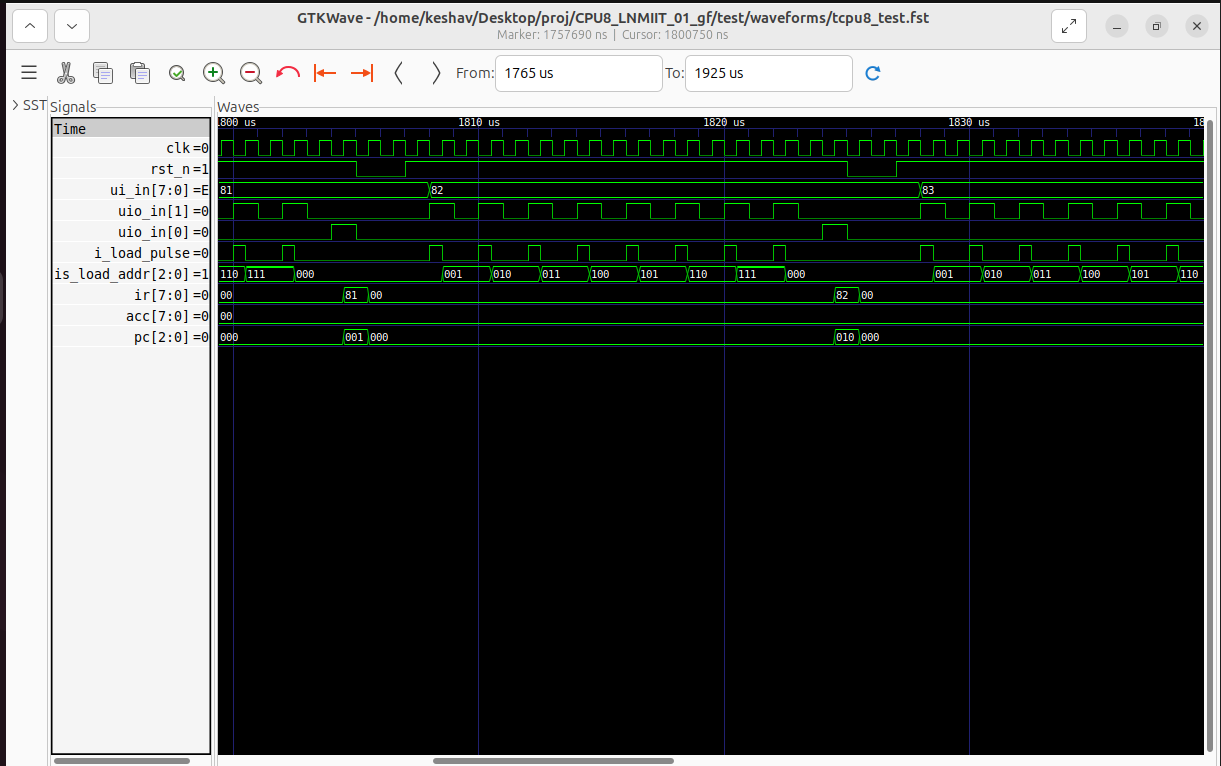 GTKWave - /home/keshav/Desktop/proj/CPU8_LNMIIT_01_gf/test/waveforms/tcpu8_test.fst
Marker: 1757690 ns | Cursor: 1800750 ns
From: 1765 us To: 1925 us
SST Signals Waves
Time
1800 us 1810 us 1820 us 1830 us 18
clk =0
rst_n =1
ui_in[7:0] =E 81 82 83
uio_in[1] =0
uio_in[0] =0
i_load_pulse =0
is_load_addr[2:0] =1 110 111 000 001 010 011 100 101 110 111 000 001 010 011 100 101 110
ir[7:0] =0 00 81 00 82 00
acc[7:0] =0 00
pc[2:0] =0 000 001 000 010 000